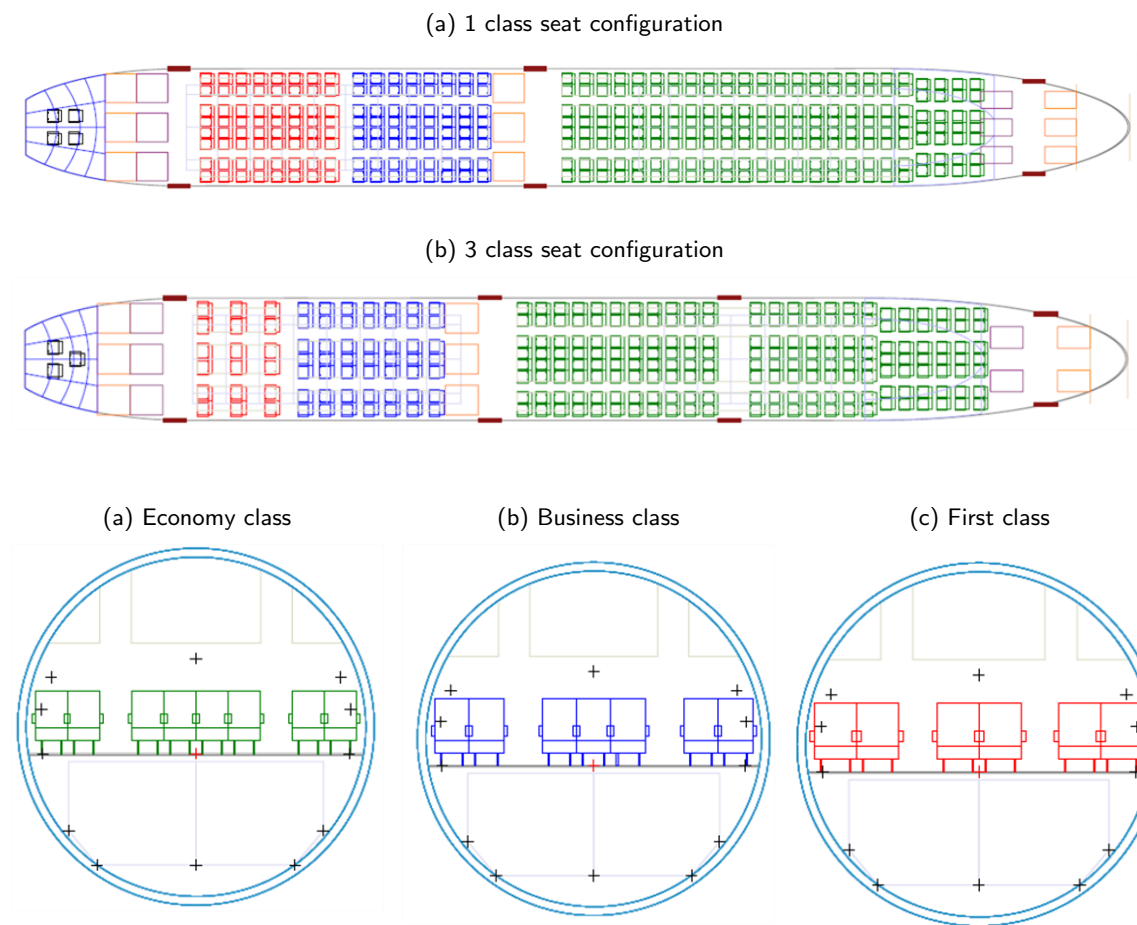 (a) 1 class seat configuration
(b) 3 class seat configuration
(a) Economy class
(b) Business class
(c) First class